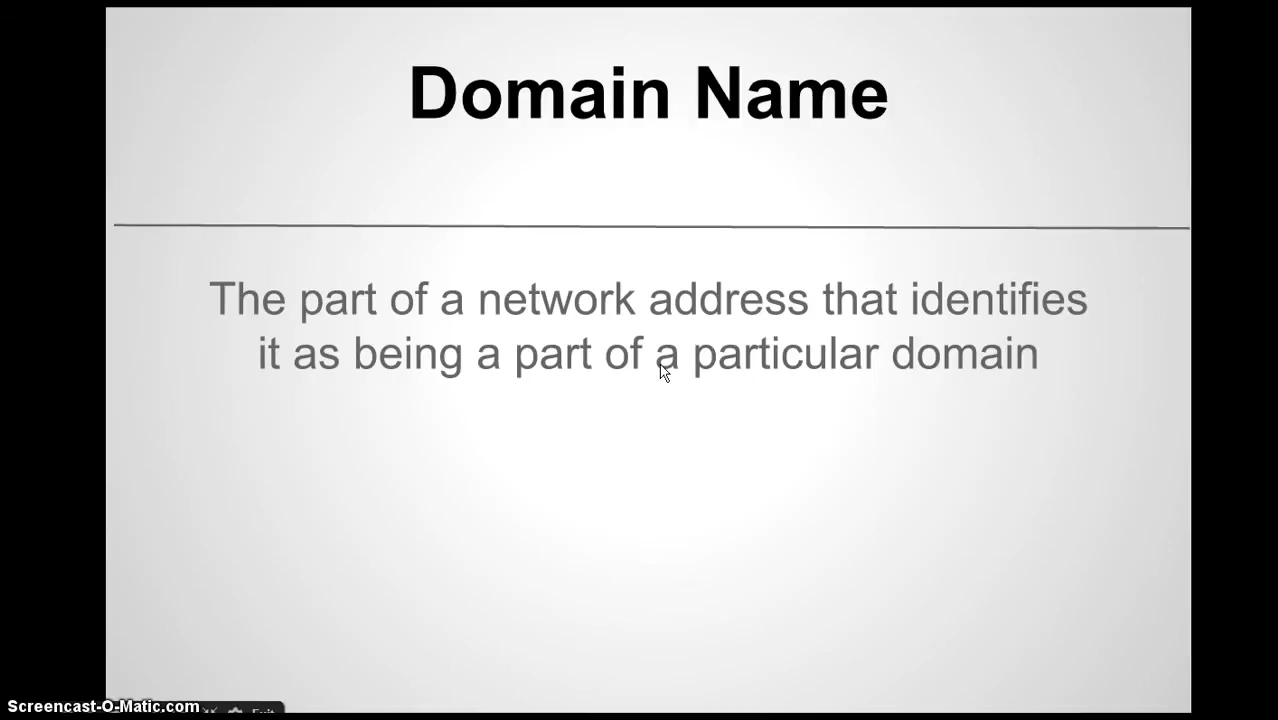 Domain Name
The part of a network address that identifies
it as being a part of a particular domain
Screencast-O-Matic.com
Exit